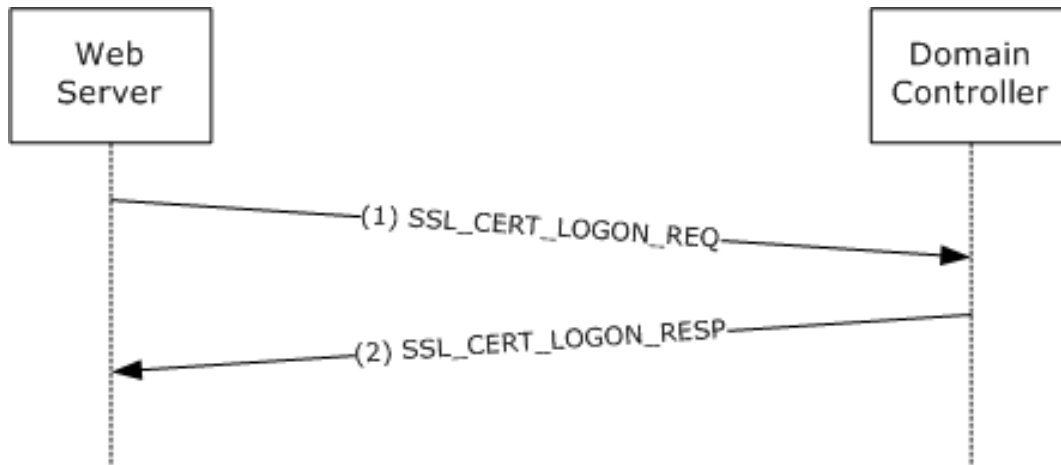 Web
Server
Domain
Controller
(1) SSL_CERT_LOGON_REQ
(2) SSL_CERT_LOGON_RESP